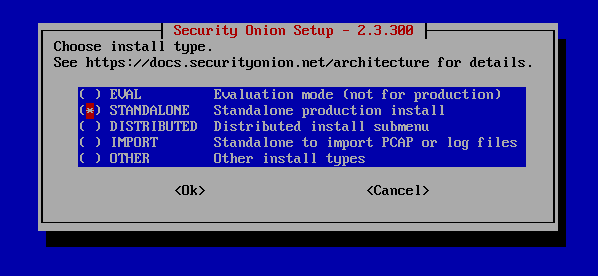 Security Onion Setup - 2.3.300
Choose install type.
See https://docs.securityonion.net/architecture for details.
( ) EVAL Evaluation mode (not for production)
(*) STANDALONE Standalone production install
( ) DISTRIBUTED Distributed install submenu
( ) IMPORT Standalone to import PCAP or log files
( ) OTHER Other install types
<Ok> <Cancel>